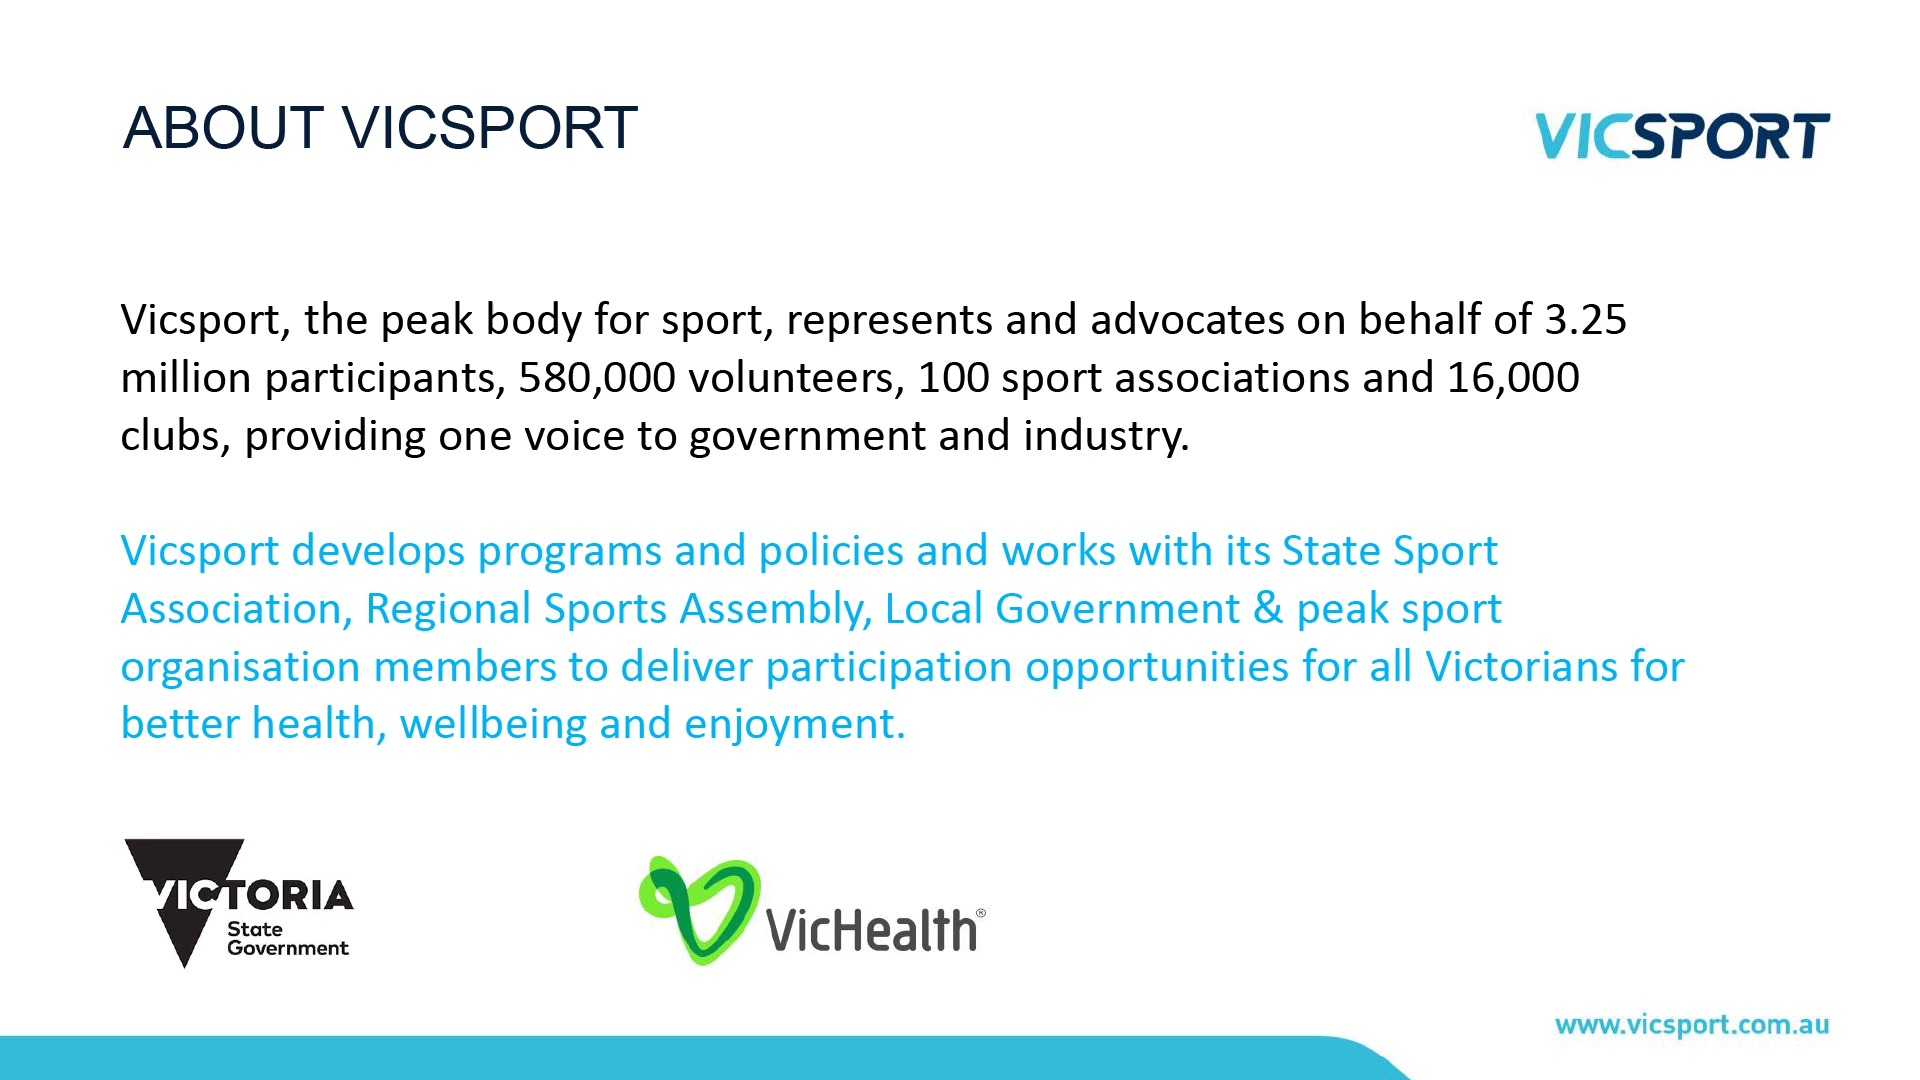 ABOUT VICSPORT
VICSPORT
Vicsport, the peak body for sport, represents and advocates on behalf of 3.25
million participants, 580,000 volunteers, 100 sport associations and 16,000
clubs, providing one voice to government and industry.
Vicsport develops programs and policies and works with its State Sport
Association, Regional Sports Assembly, Local Government & peak sport
organisation members to deliver participation opportunities for all Victorians for
better health, wellbeing and enjoyment.
VICTORIA
State
Government
VicHealth®
www.vicsport.com.au